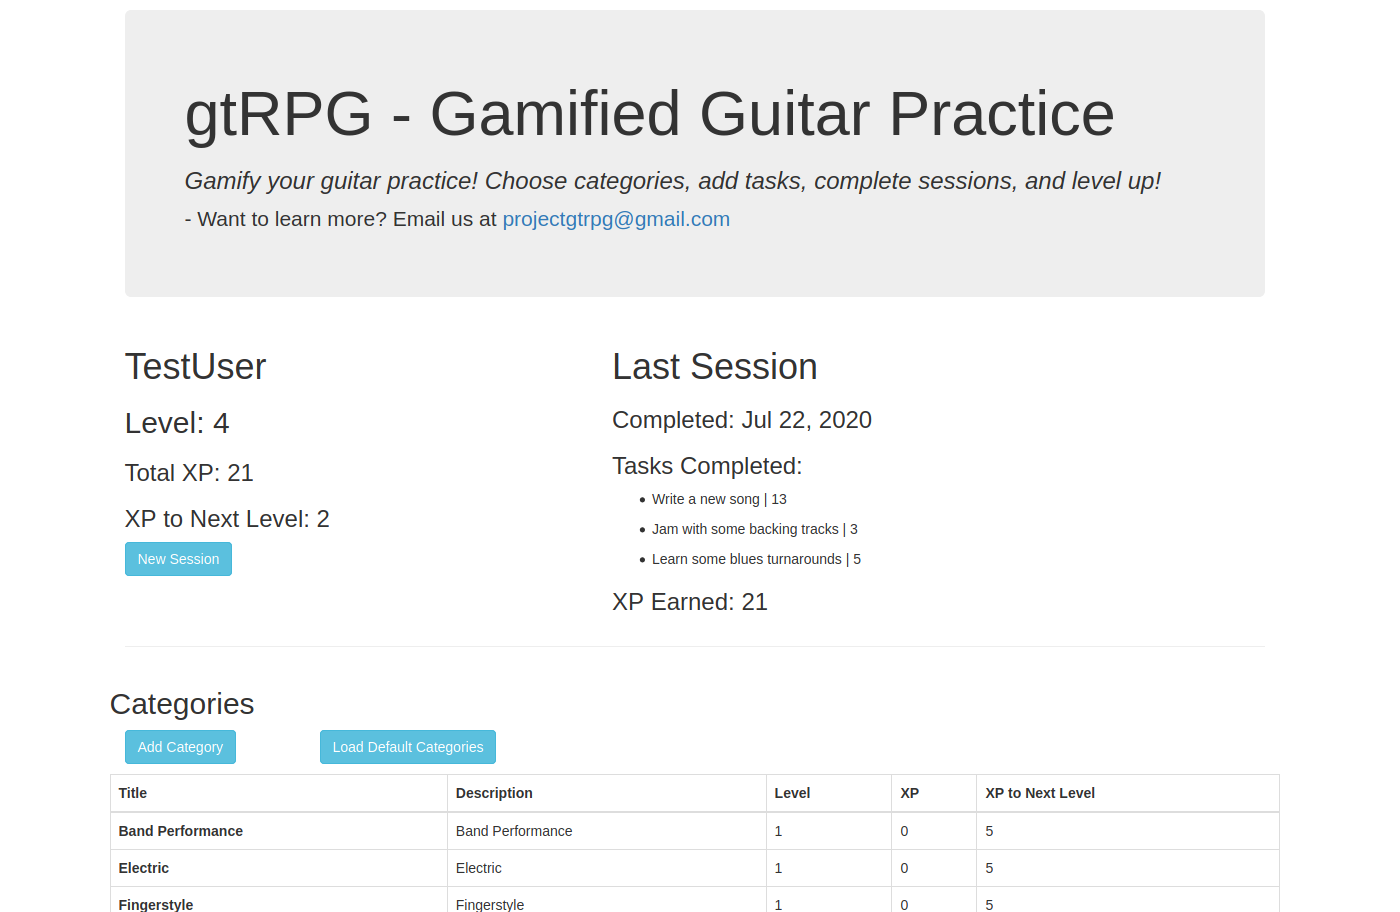 gtRPG - Gamified Guitar Practice
Gamify your guitar practice! Choose categories, add tasks, complete sessions, and level up!
- Want to learn more? Email us at projectgtrpg@gmail.com
TestUser
Level: 4
Total XP: 21
XP to Next Level: 2
New Session
Last Session
Completed: Jul 22, 2020
Tasks Completed:
Write a new song | 13
Jam with some backing tracks | 3
Learn some blues turnarounds | 5
XP Earned: 21
Categories
Add Category Load Default Categories
Title Description Level XP XP to Next Level
Band Performance Band Performance 1 0 5
Electric Electric 1 0 5
Fingerstyle Fingerstyle 1 0 5